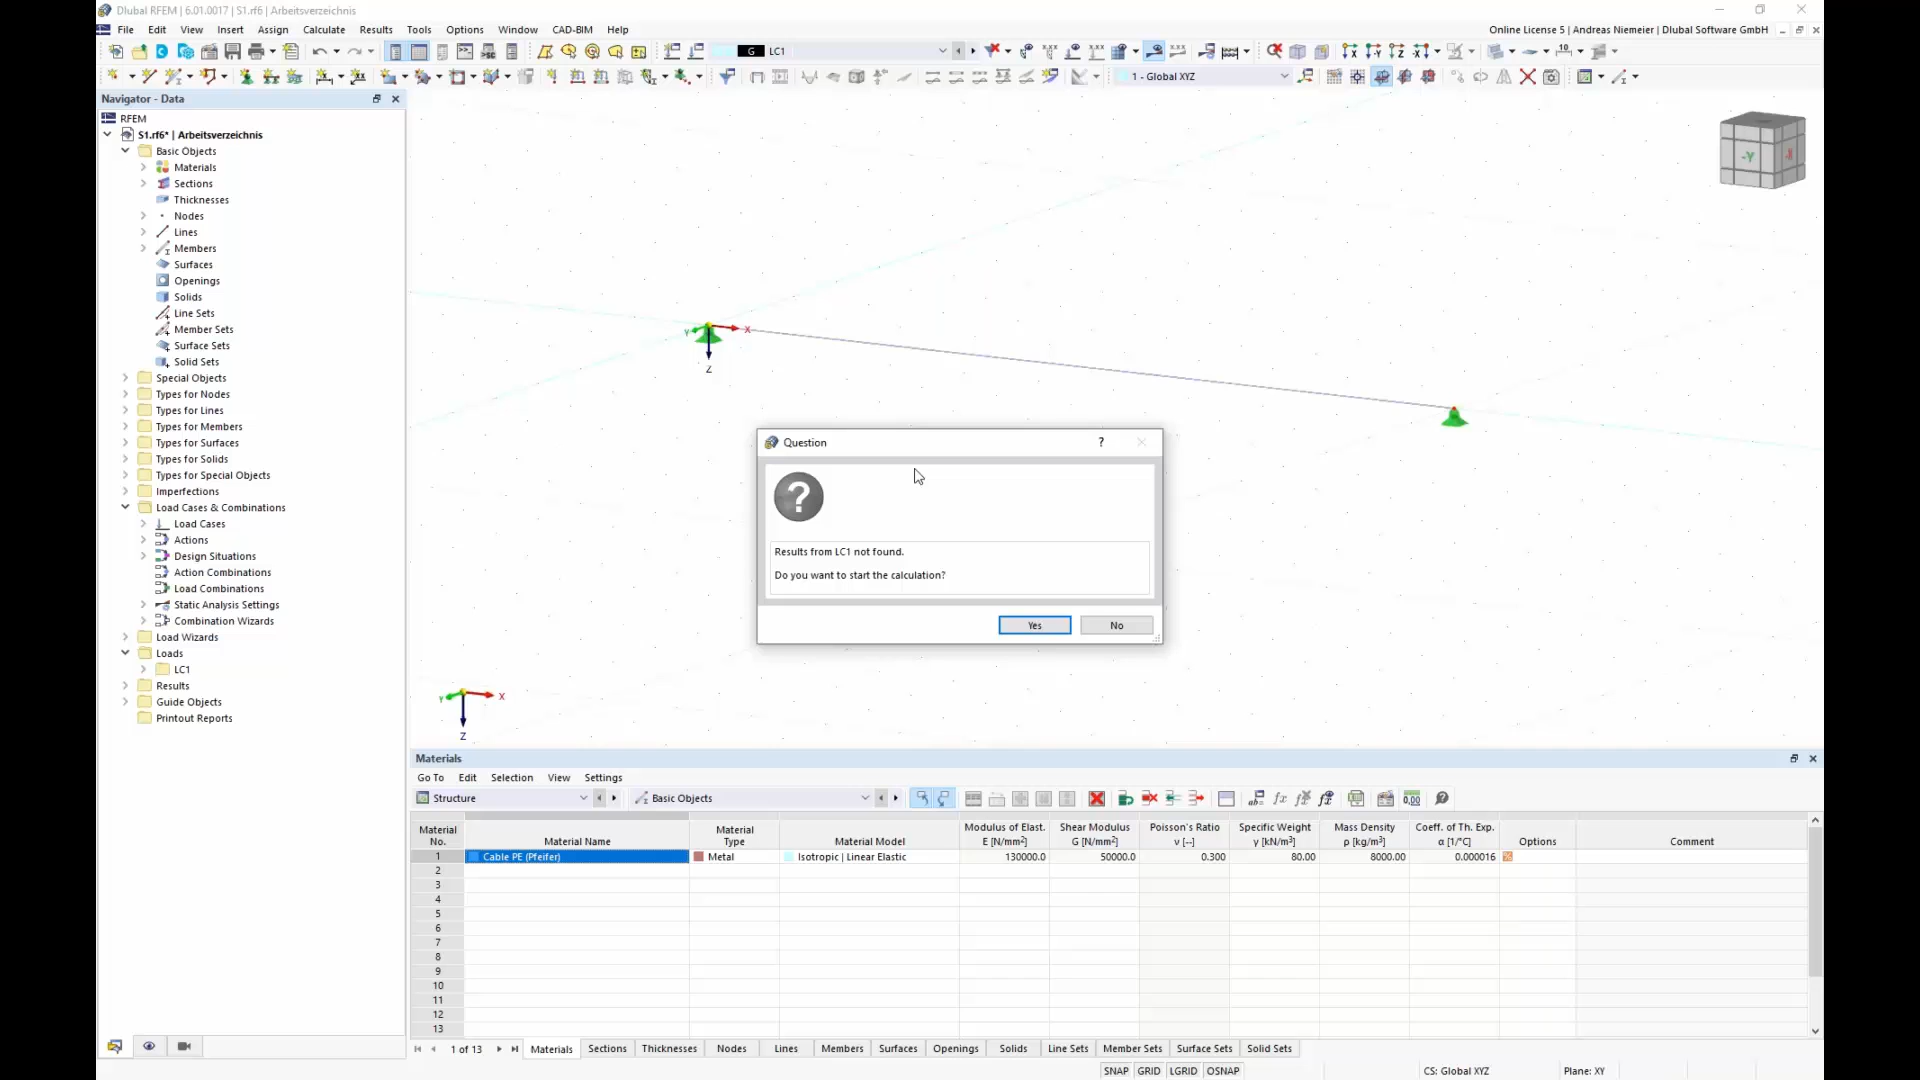 Dlubal RFEM | 6.01.0017 | S1.rf6 | Arbeitsverzeichnis
File Edit View Insert Assign Calculate Results Tools Options Window CAD-BIM Help
Online License 5 | Andreas Niemeier | Dlubal Software GmbH
G LC1
1 - Global XYZ
Navigator - Data
RFEM
S1.rf6* | Arbeitsverzeichnis
Basic Objects
Materials
Sections
Thicknesses
Nodes
Lines
Members
Surfaces
Openings
Solids
Line Sets
Member Sets
Surface Sets
Solid Sets
Special Objects
Types for Nodes
Types for Lines
Types for Members
Types for Surfaces
Types for Solids
Types for Special Objects
Imperfections
Load Cases & Combinations
Load Cases
Actions
Design Situations
Action Combinations
Load Combinations
Static Analysis Settings
Combination Wizards
Load Wizards
Loads
LC1
Results
Guide Objects
Printout Reports
-Y
Y X
Z
Question
?
Results from LC1 not found.
Do you want to start the calculation?
Yes No
Y X
Z
Materials
Go To Edit Selection View Settings
Structure Basic Objects
Material No. Material Name Material Type Material Model Modulus of Elast. E [N/mm²] Shear Modulus G [N/mm²] Poisson's Ratio ν [--] Specific Weight γ [kN/m³] Mass Density ρ [kg/m³] Coeff. of Th. Exp. α [1/°C] Options Comment
1 Cable PE (Pfeifer) Metal Isotropic | Linear Elastic 130000.0 50000.0 0.300 80.00 8000.00 0.000016
2
3
4
5
6
7
8
9
10
11
12
13
1 of 13 Materials Sections Thicknesses Nodes Lines Members Surfaces Openings Solids Line Sets Member Sets Surface Sets Solid Sets
SNAP GRID LGRID OSNAP CS: Global XYZ Plane: XY